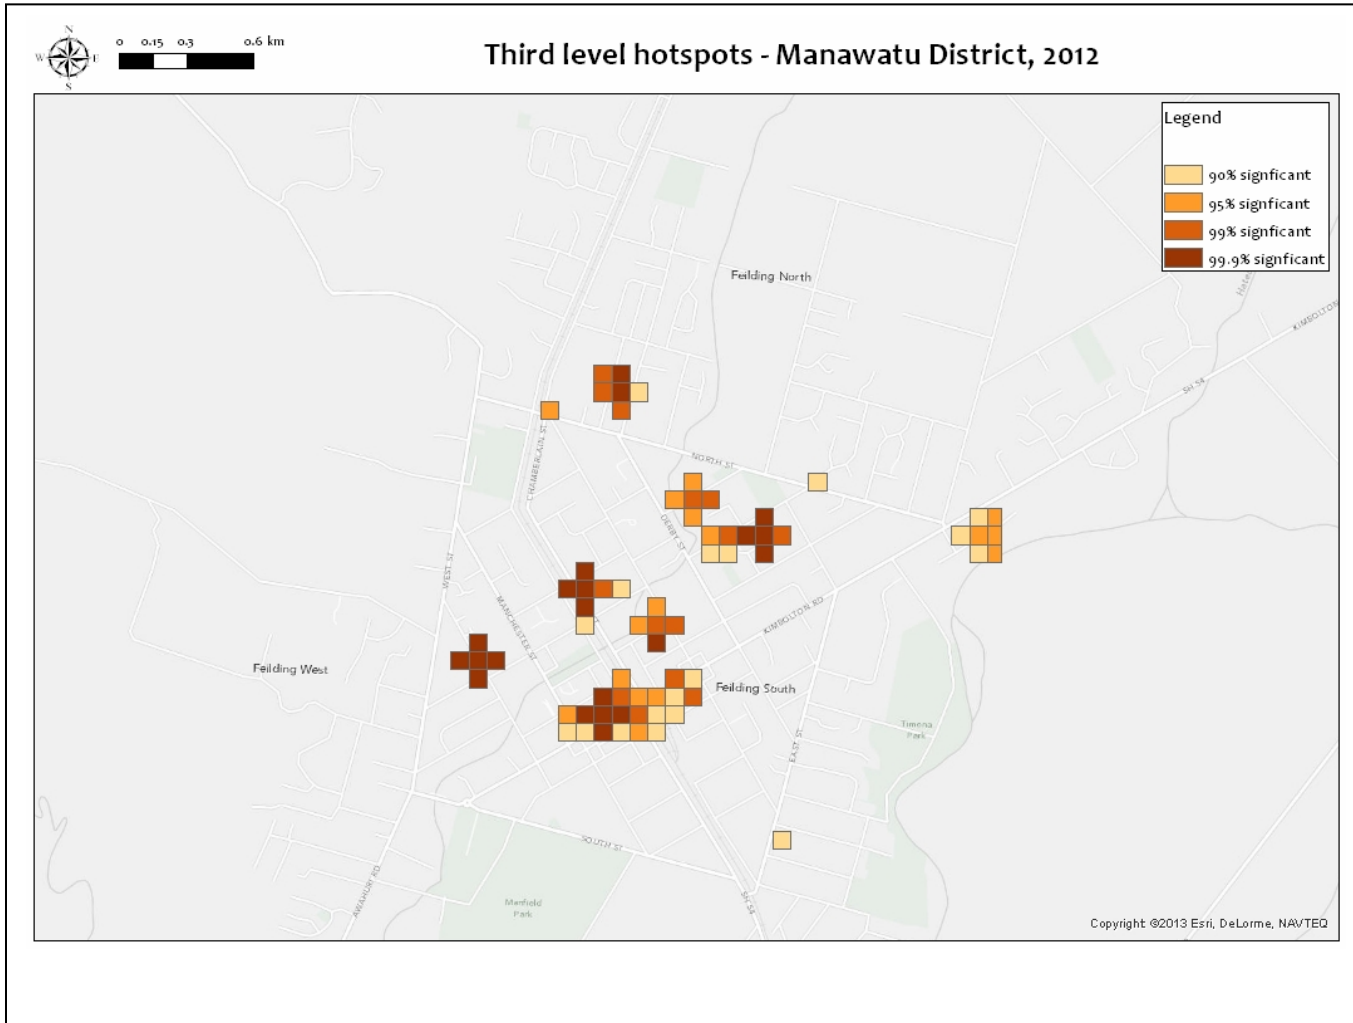 N
W E
S
0 0.15 0.3 0.6 km
Third level hotspots - Manawatu District, 2012
Legend
90% signficant
95% signficant
99% signficant
99.9% signficant
Feilding North
KIMBOLTON
SH 54
CHAMBERLAIN ST
NORTH ST
DERBY ST
WEST ST
MANCHESTER ST
KIMBOLTON RD
Feilding West
Feilding South
Timona
Park
EAST ST
SOUTH ST
AWAHURI RD
Manfield
Park
SH 54
Copyright ©2013 Esri, DeLorme, NAVTEQ